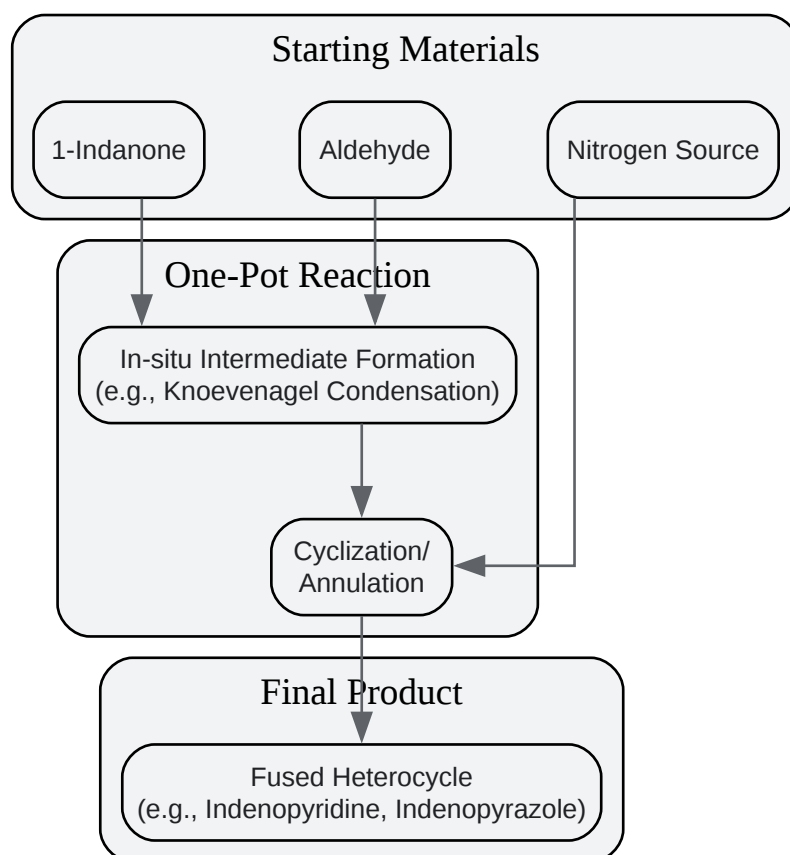 Starting Materials
1-Indanone
Aldehyde
Nitrogen Source
One-Pot Reaction
In-situ Intermediate Formation
(e.g., Knoevenagel Condensation)
Cyclization/
Annulation
Final Product
Fused Heterocycle
(e.g., Indenopyridine, Indenopyrazole)